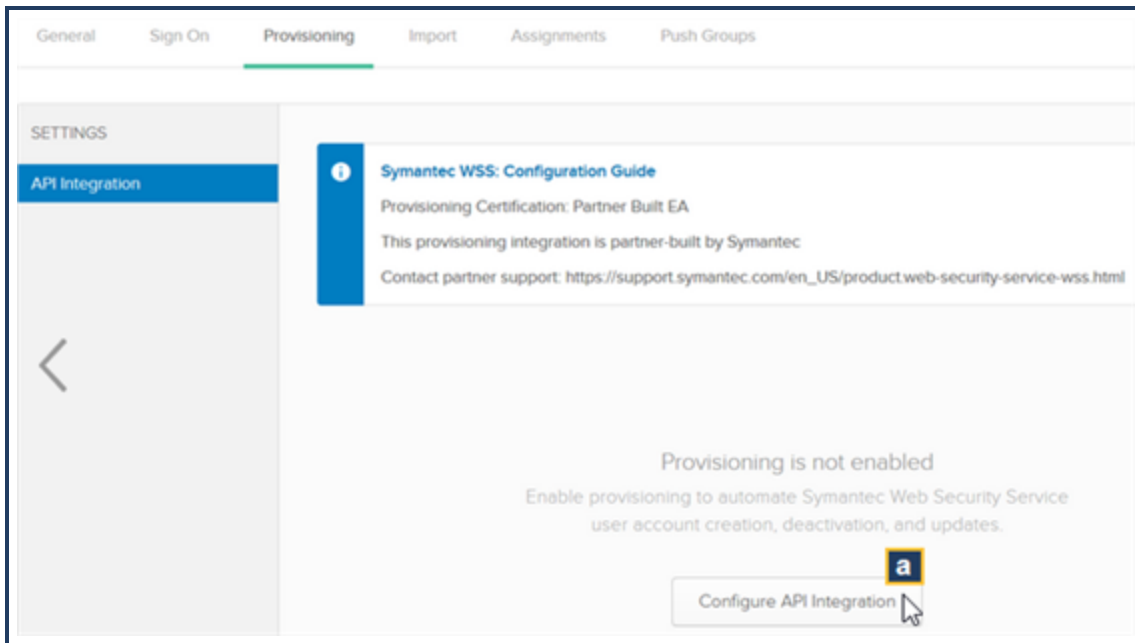 General Sign On Provisioning Import Assignments Push Groups
SETTINGS
API Integration
Symantec WSS: Configuration Guide
Provisioning Certification: Partner Built EA
This provisioning integration is partner-built by Symantec
Contact partner support: https://support.symantec.com/en_US/product.web-security-service-wss.html
Provisioning is not enabled
Enable provisioning to automate Symantec Web Security Service
user account creation, deactivation, and updates.
a
Configure API Integration